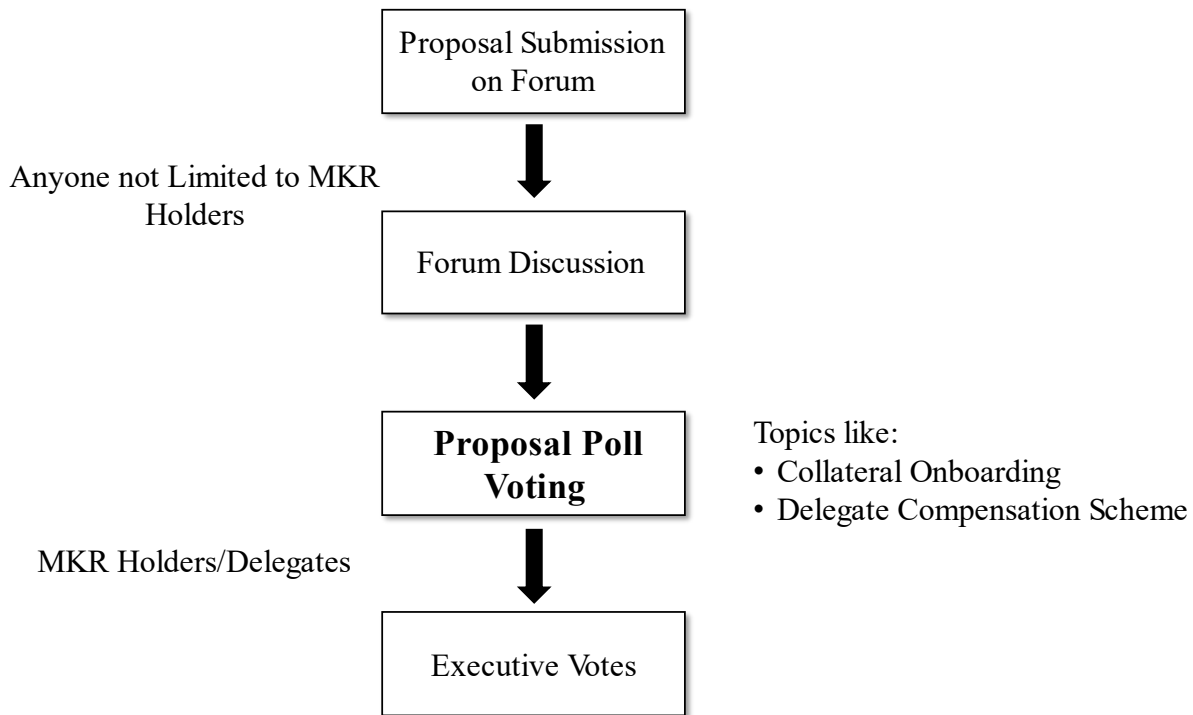 Proposal Submission
on Forum
Anyone not Limited to MKR
Holders
Forum Discussion
Proposal Poll
Voting
Topics like:
• Collateral Onboarding
• Delegate Compensation Scheme
MKR Holders/Delegates
Executive Votes